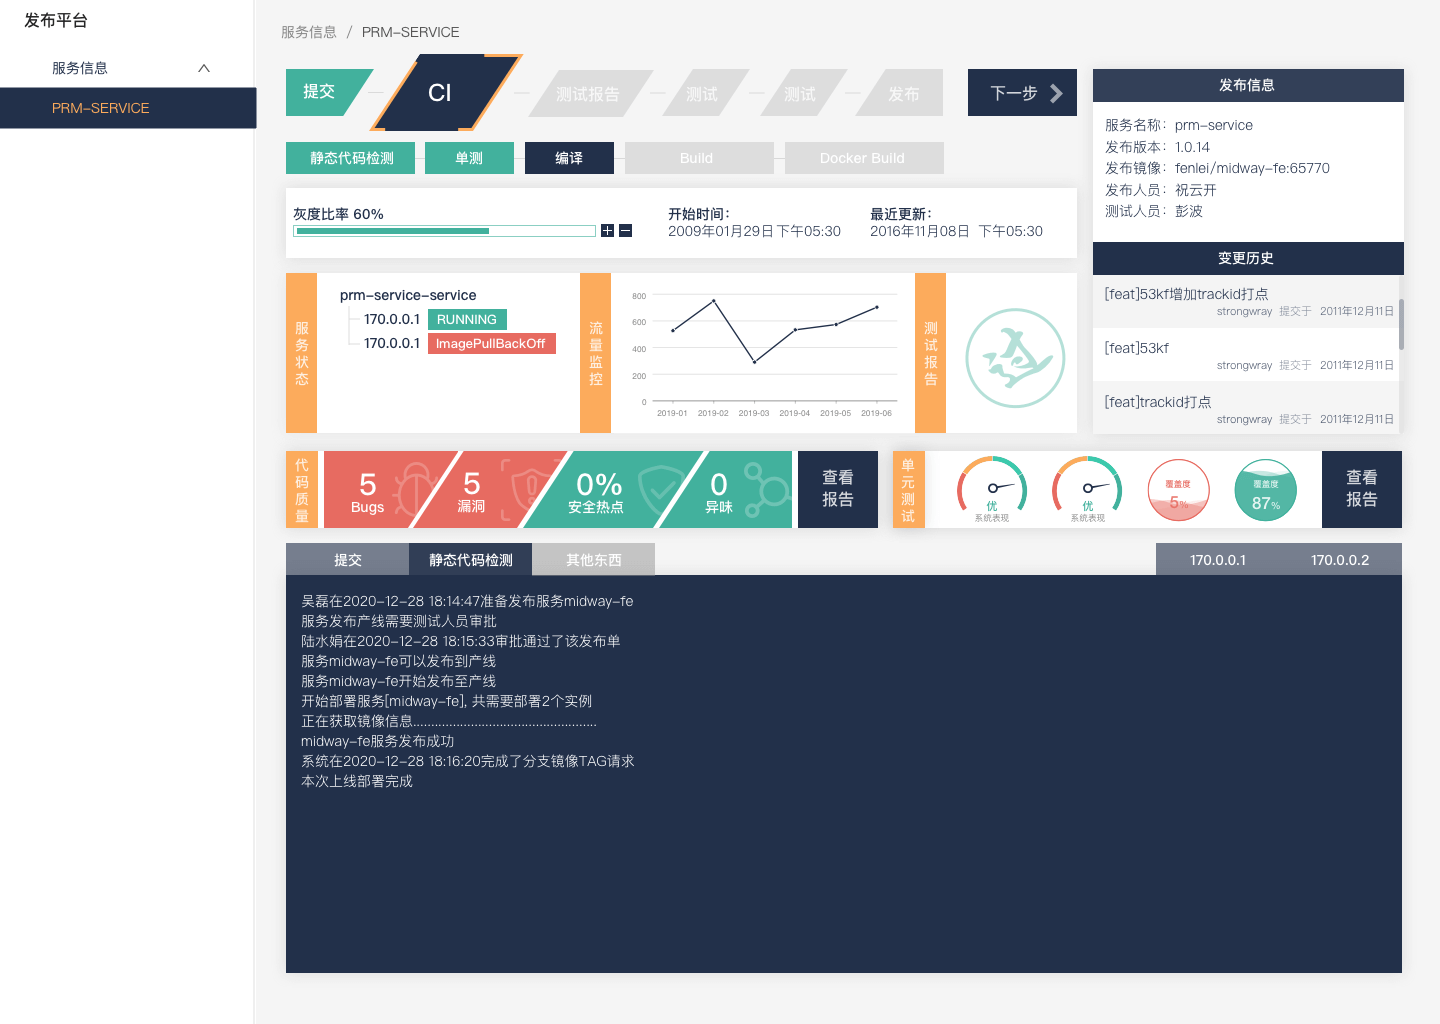 发布平台
服务信息
PRM-SERVICE
服务信息 / PRM-SERVICE
提交
CI
测试报告
测试
测试
发布
下一步
静态代码检测
单测
编译
Build
Docker Build
灰度比率 60%
开始时间：
2009年01月29日 下午05:30
最近更新：
2016年11月08日 下午05:30
发布信息
服务名称： prm-service
发布版本： 1.0.14
发布镜像： fenlei/midway-fe:65770
发布人员： 祝云开
测试人员： 彭波
变更历史
[feat]53kf增加trackid打点
strongwray 提交于 2011年12月11日
[feat]53kf
strongwray 提交于 2011年12月11日
[feat]trackid打点
strongwray 提交于 2011年12月11日
服务状态
prm-service-service
170.0.0.1 RUNNING
170.0.0.1 ImagePullBackOff
流量监控
800
600
400
200
0
2019-01 2019-02 2019-03 2019-04 2019-05 2019-06
测试报告
代码质量
5
Bugs
5
漏洞
0%
安全热点
0
异味
查看
报告
单元测试
优
系统表现
优
系统表现
覆盖度
5%
覆盖度
87%
查看
报告
提交
静态代码检测
其他东西
170.0.0.1
170.0.0.2
吴磊在2020-12-28 18:14:47准备发布服务midway-fe
服务发布产线需要测试人员审批
陆水娟在2020-12-28 18:15:33审批通过了该发布单
服务midway-fe可以发布到产线
服务midway-fe开始发布至产线
开始部署服务[midway-fe], 共需要部署2个实例
正在获取镜像信息...................................................
midway-fe服务发布成功
系统在2020-12-28 18:16:20完成了分支镜像TAG请求
本次上线部署完成